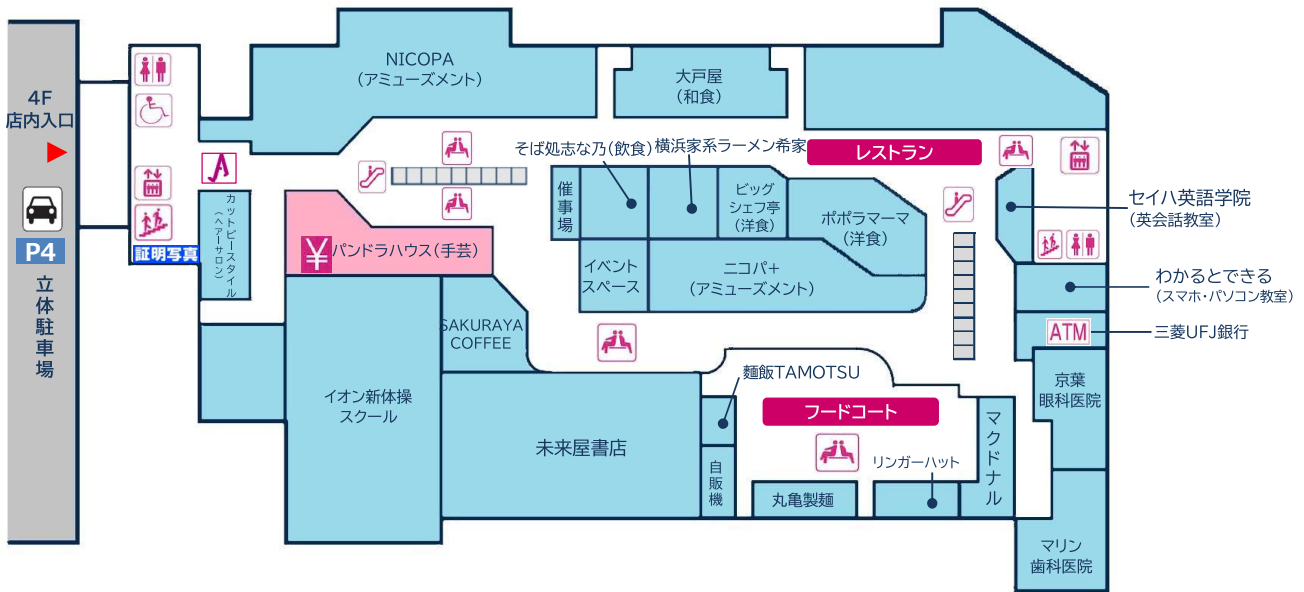 4F
店内入口
P4
立体駐車場
証明写真
カットビースタイル
(ヘアーサロン)
NICOPA
(アミューズメント)
大戸屋
(和食)
そば処志な乃(飲食)
横浜家系ラーメン希家
レストラン
催事場
ビッグ
シェフ亭
(洋食)
ポポラマーマ
(洋食)
セイハ英語学院
(英会話教室)
¥
パンドラハウス(手芸)
イベント
スペース
ニコパ+
(アミューズメント)
わかるとできる
(スマホ・パソコン教室)
ATM
三菱UFJ銀行
SAKURAYA
COFFEE
イオン新体操
スクール
未来屋書店
麺飯TAMOTSU
フードコート
自販機
丸亀製麺
リンガーハット
マクドナル
京葉
眼科医院
マリン
歯科医院